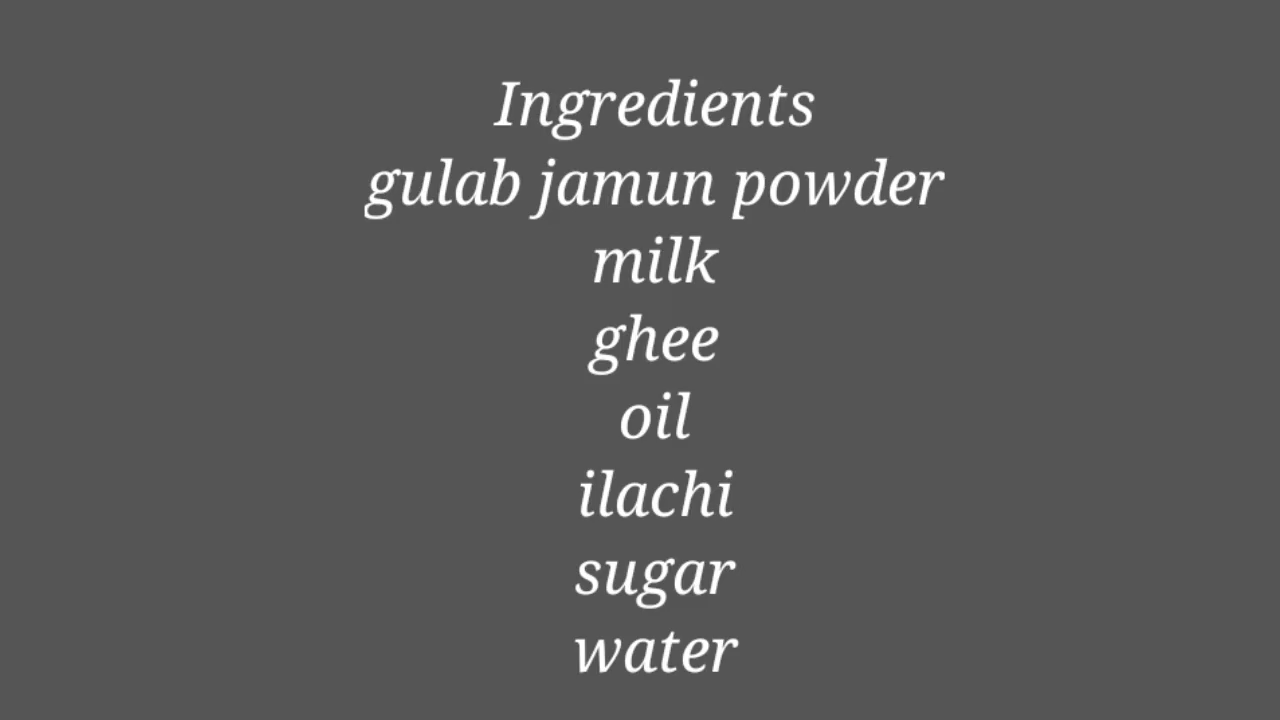 Ingredients
gulab jamun powder
milk
ghee
oil
ilachi
sugar
water